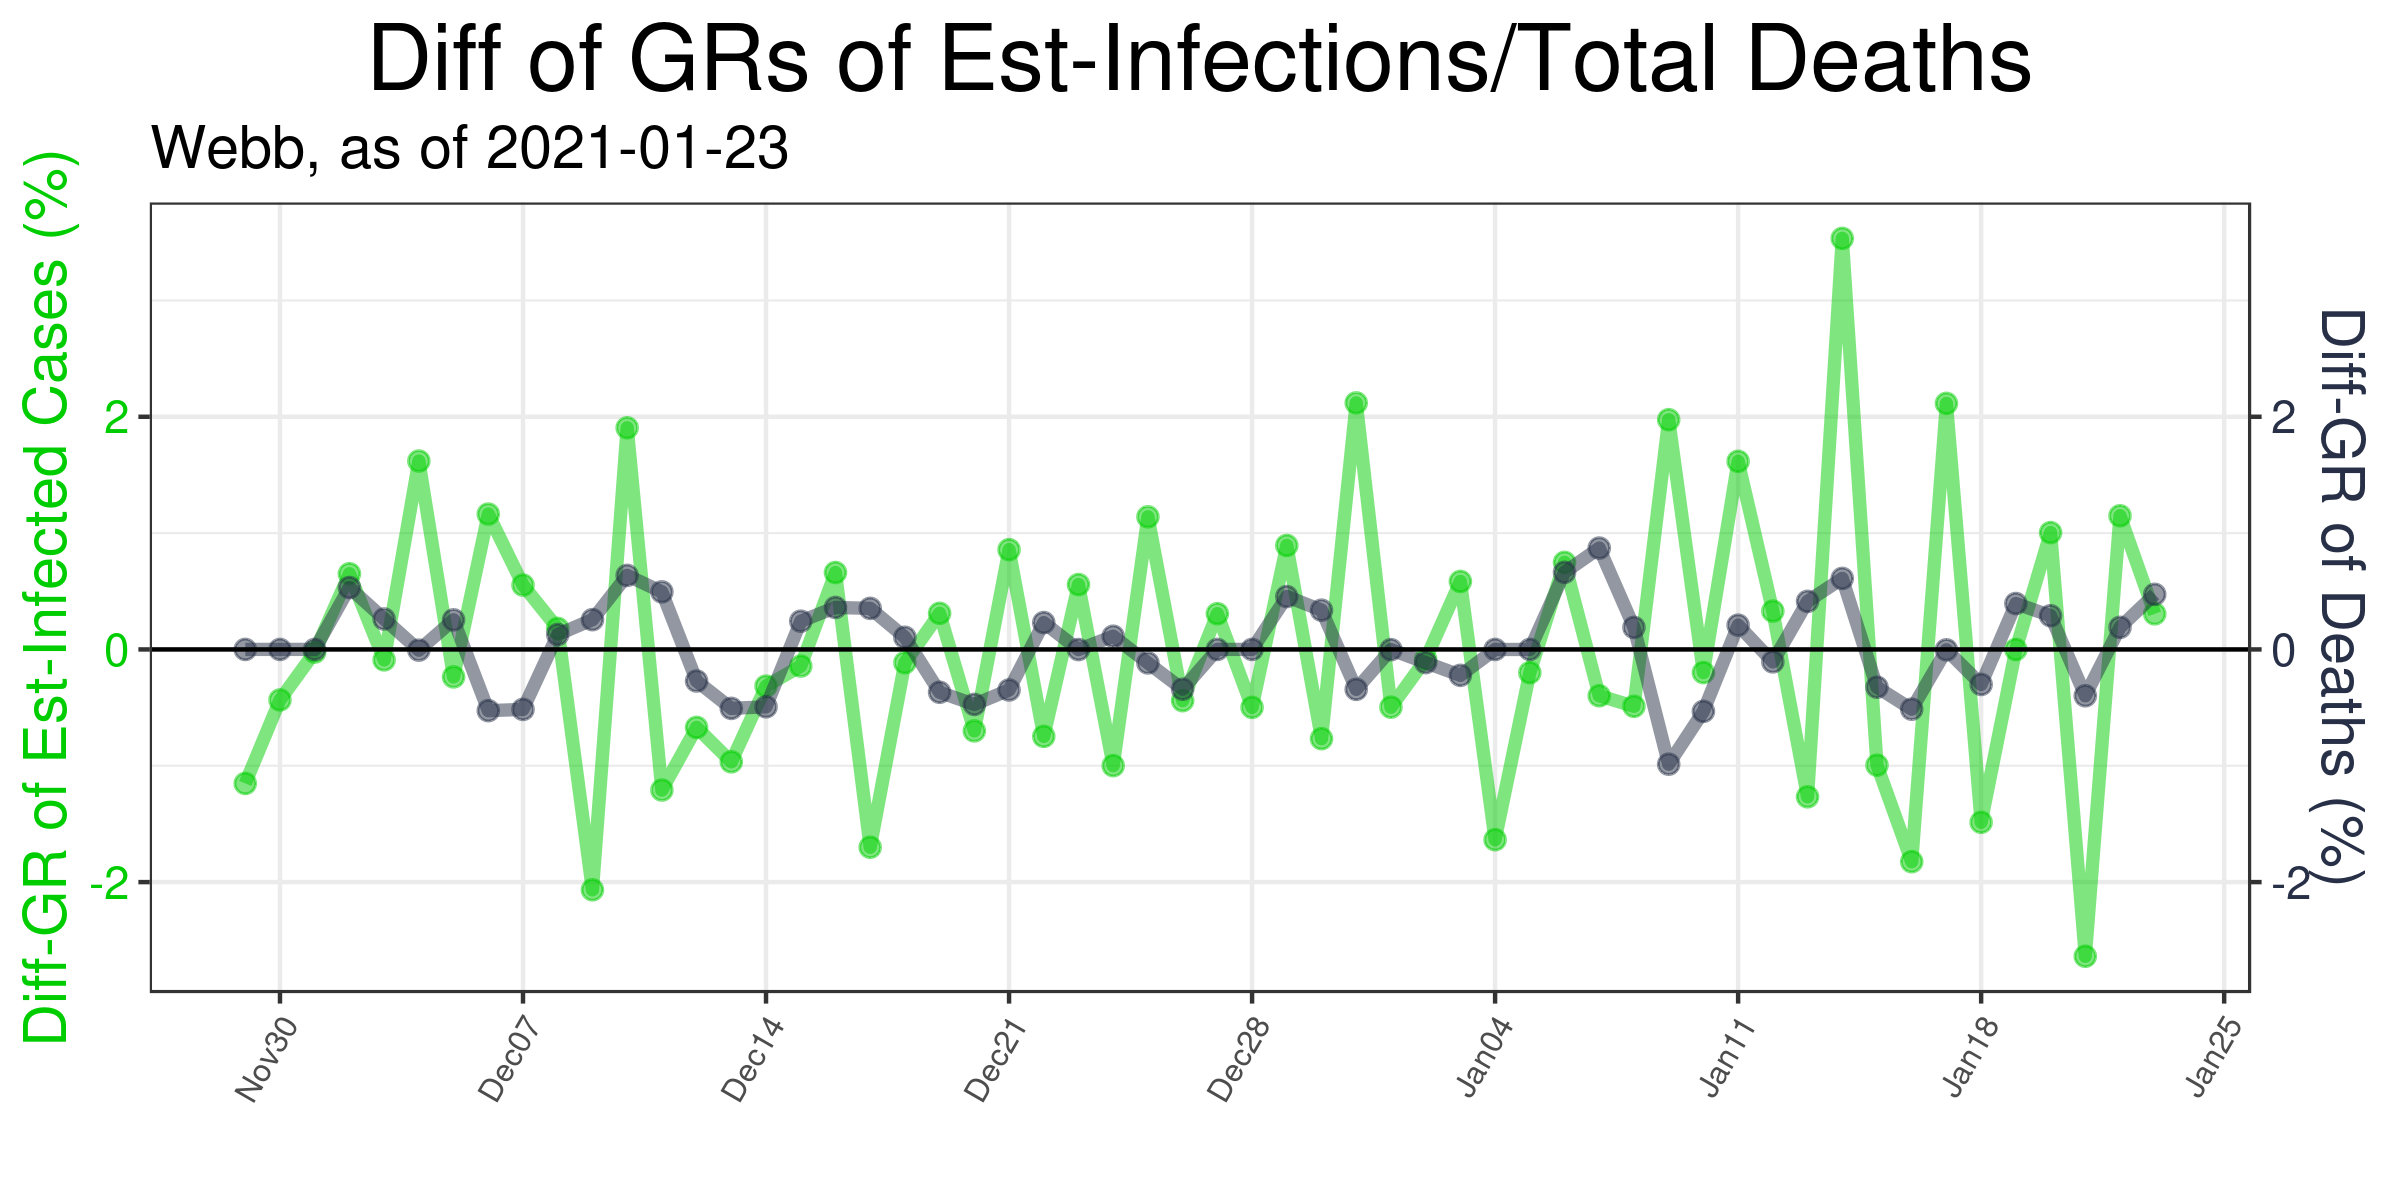 Diff of GRs of Est-Infections/Total Deaths
Webb, as of 2021-01-23
Diff-GR of Est-Infected Cases (%)
2
0
-2
2
0
-2
Diff-GR of Deaths (%)
Nov30
Dec07
Dec14
Dec21
Dec28
Jan04
Jan11
Jan18
Jan25